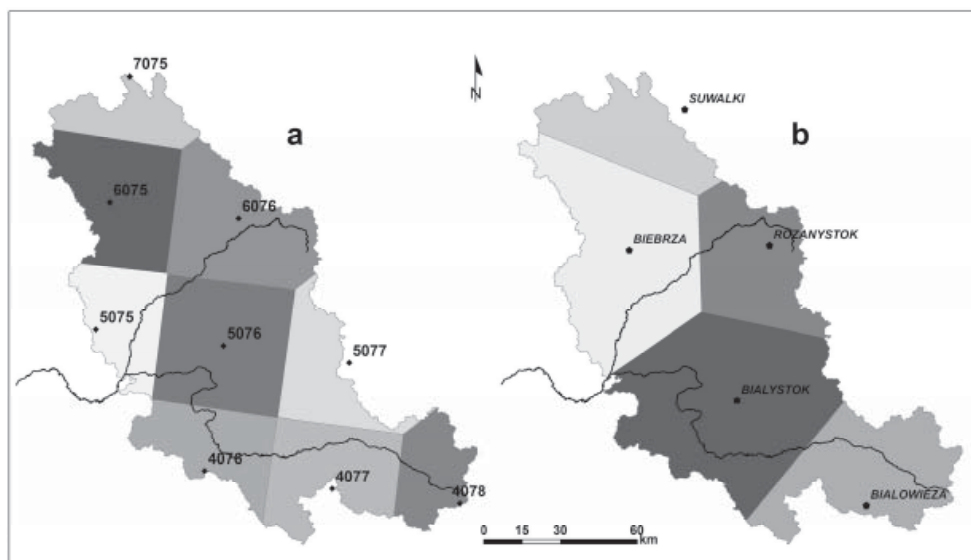 7075
N
SUWALKI
a
b
6075
6076
BIEBRZA
ROZANYSTOK
5075
5076
5077
BIALYSTOK
4076
4077
4078
BIALOWIEZA
0 15 30 60
km